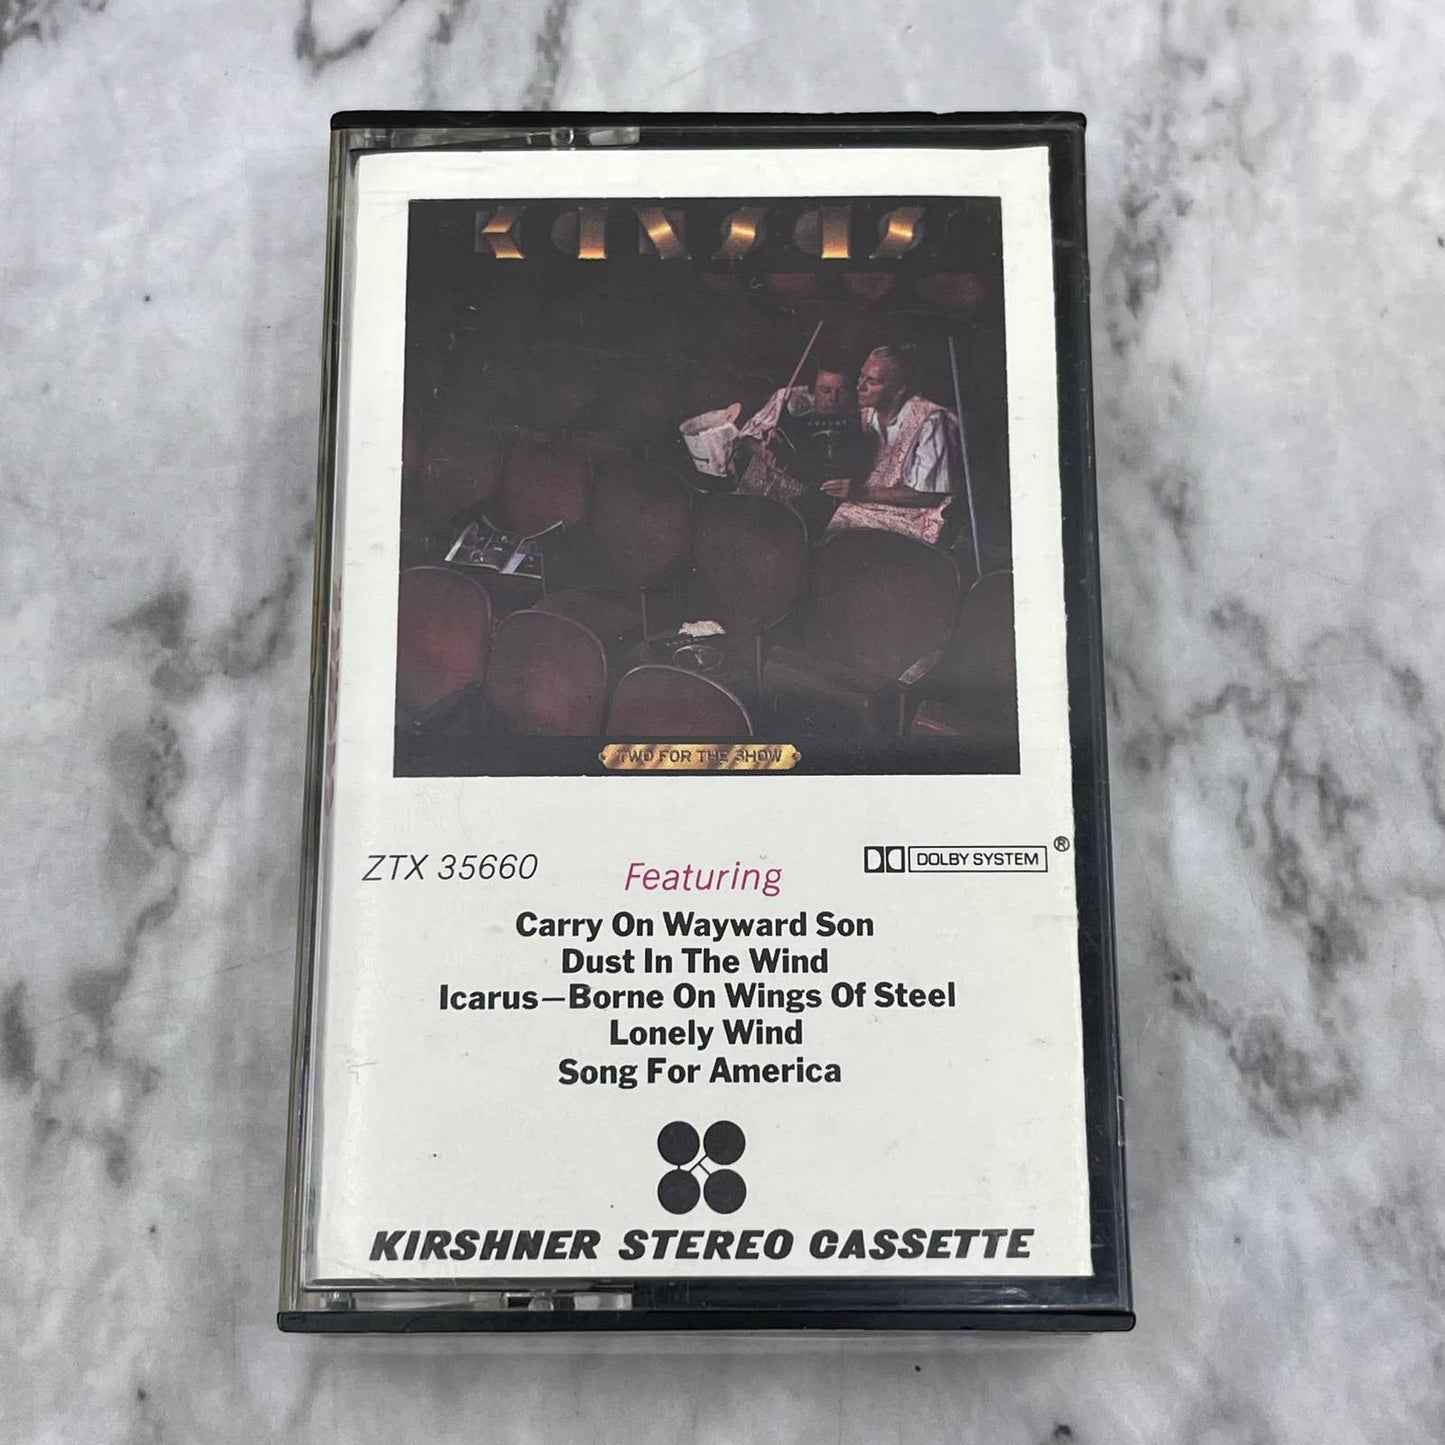 KANSAS
TWO FOR THE SHOW
ZTX 35660
Featuring
DOLBY SYSTEM ®
Carry On Wayward Son
Dust In The Wind
Icarus—Borne On Wings Of Steel
Lonely Wind
Song For America
KIRSHNER STEREO CASSETTE